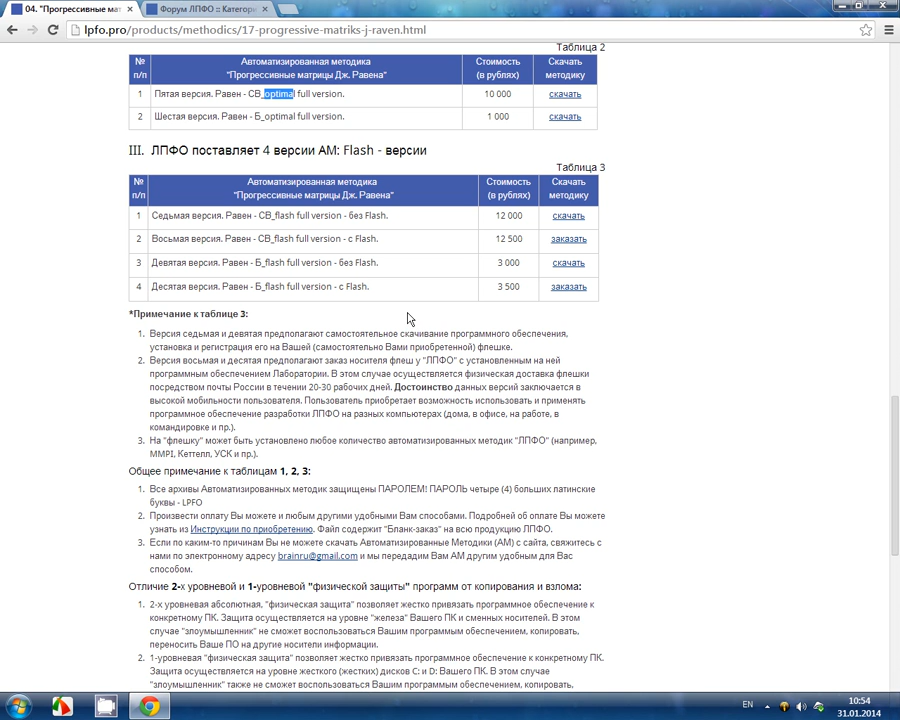 04. "Прогрессивные мат
Форум ЛПФО :: Категори
lpfo.pro/products/methodics/17-progressive-matriks-j-raven.html
Таблица 2
№ п/п Автоматизированная методика "Прогрессивные матрицы Дж. Равена" Стоимость (в рублях) Скачать методику
1 Пятая версия. Равен - СВ_optimal full version. 10 000 скачать
2 Шестая версия. Равен - Б_optimal full version. 1 000 скачать
III. ЛПФО поставляет 4 версии АМ: Flash - версии
Таблица 3
№ п/п Автоматизированная методика "Прогрессивные матрицы Дж. Равена" Стоимость (в рублях) Скачать методику
1 Седьмая версия. Равен - СВ_flash full version - без Flash. 12 000 скачать
2 Восьмая версия. Равен - СВ_flash full version - с Flash. 12 500 заказать
3 Девятая версия. Равен - Б_flash full version - без Flash. 3 000 скачать
4 Десятая версия. Равен - Б_flash full version - с Flash. 3 500 заказать
*Примечание к таблице 3:
1. Версия седьмая и девятая предполагают самостоятельное скачивание программного обеспечения,
установка и регистрация его на Вашей (самостоятельно Вами приобретенной) флешке.
2. Версия восьмая и десятая предполагают заказ носителя флеш у "ЛПФО" с установленным на ней
программным обеспечением Лаборатории. В этом случае осуществляется физическая доставка флешки
посредством почты России в течении 20-30 рабочих дней. Достоинство данных версий заключается в
высокой мобильности пользователя. Пользователь приобретает возможность использовать и применять
программное обеспечение разработки ЛПФО на разных компьютерах (дома, в офисе, на работе, в
командировке и пр.).
3. На "флешку" может быть установлено любое количество автоматизированных методик "ЛПФО" (например,
MMPI, Кеттелл, УСК и пр.).
Общее примечание к таблицам 1, 2, 3:
1. Все архивы Автоматизированных методик защищены ПАРОЛЕМ! ПАРОЛЬ четыре (4) больших латинские
буквы - LPFO
2. Произвести оплату Вы можете и любым другими удобными Вам способами. Подробней об оплате Вы можете
узнать из Инструкции по приобретению. Файл содержит "Бланк-заказ" на всю продукцию ЛПФО.
3. Если по каким-то причинам Вы не можете скачать Автоматизированные Методики (АМ) с сайта, свяжитесь с
нами по электронному адресу brainru@gmail.com и мы передадим Вам АМ другим удобным для Вас
способом.
Отличие 2-х уровневой и 1-уровневой "физической защиты" программ от копирования и взлома:
1. 2-х уровневая абсолютная, "физическая защита" позволяет жестко привязать программное обеспечение к
конкретному ПК. Защита осуществляется на уровне "железа" Вашего ПК и сменных носителей. В этом
случае "злоумышленник" не сможет воспользоваться Вашим программым обеспечением, копировать,
переносить Ваше ПО на другие носители информации.
2. 1-уровневая "физическая защита" позволяет жестко привязать программное обеспечение к конкретному ПК.
Защита осуществляется на уровне жесткого (жестких) дисков C: и D: Вашего ПК. В этом случае
"злоумышленник" также не сможет воспользоваться Вашим программым обеспечением, копировать,
EN
10:54
31.01.2014